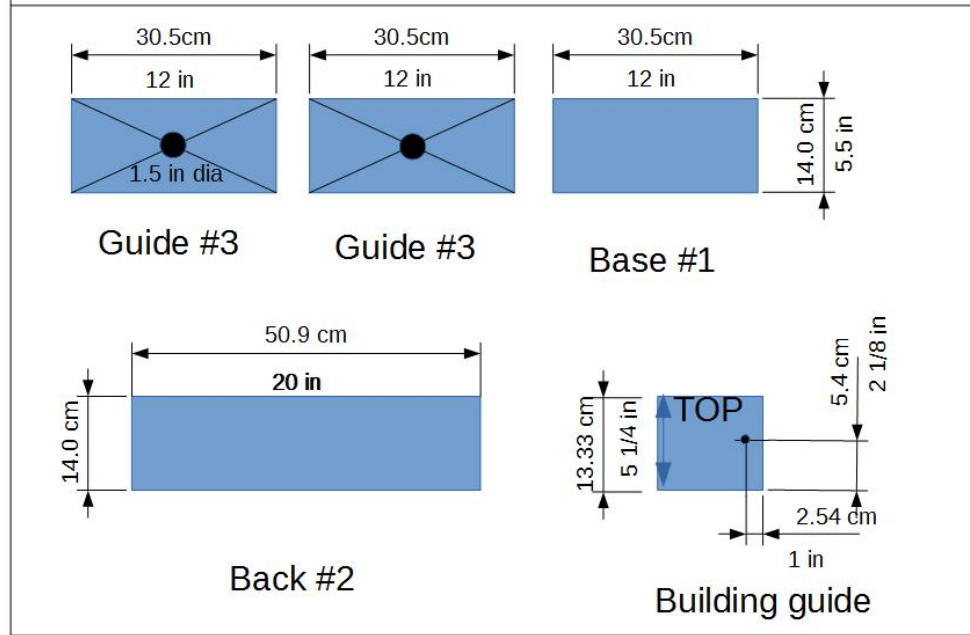 30.5cm
12 in
30.5cm
12 in
30.5cm
12 in
14.0 cm
5.5 in
1.5 in dia
Guide #3
Guide #3
Base #1
50.9 cm
20 in
14.0 cm
Back #2
13.33 cm
5 1/4 in
TOP
5.4 cm
2 1/8 in
2.54 cm
1 in
Building guide